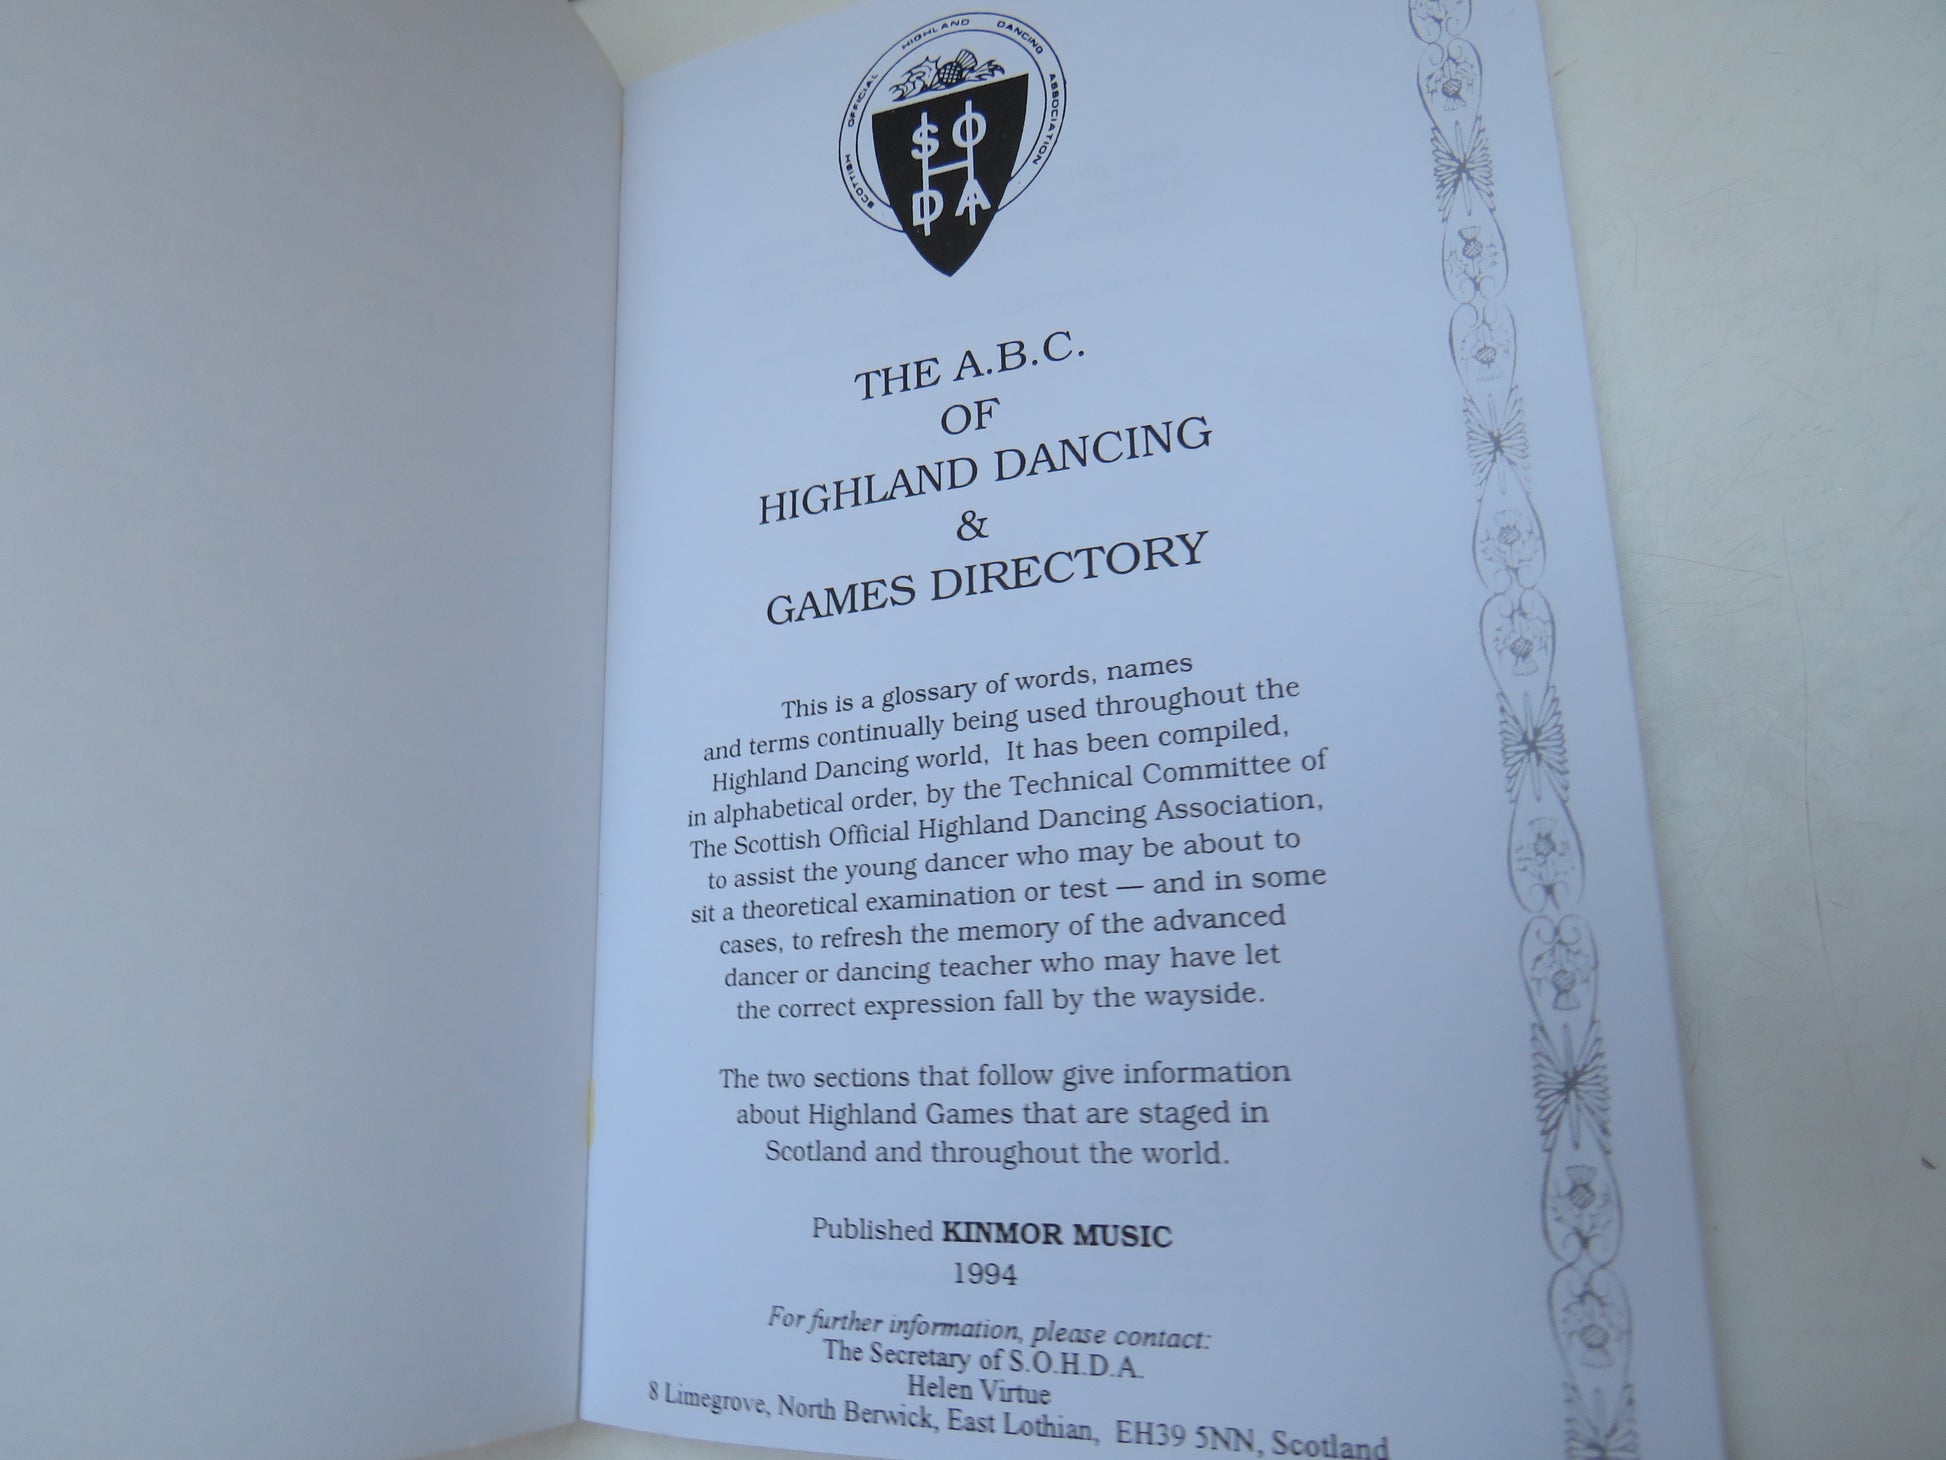 SCOTTISH OFFICIAL HIGHLAND DANCING ASSOCIATION
SO
H
DA
THE A.B.C.
OF
HIGHLAND DANCING
&
GAMES DIRECTORY
This is a glossary of words, names
and terms continually being used throughout the
Highland Dancing world, It has been compiled,
in alphabetical order, by the Technical Committee of
The Scottish Official Highland Dancing Association,
to assist the young dancer who may be about to
sit a theoretical examination or test — and in some
cases, to refresh the memory of the advanced
dancer or dancing teacher who may have let
the correct expression fall by the wayside.
The two sections that follow give information
about Highland Games that are staged in
Scotland and throughout the world.
Published KINMOR MUSIC
1994
For further information, please contact:
The Secretary of S.O.H.D.A.
Helen Virtue
8 Limegrove, North Berwick, East Lothian, EH39 5NN, Scotland